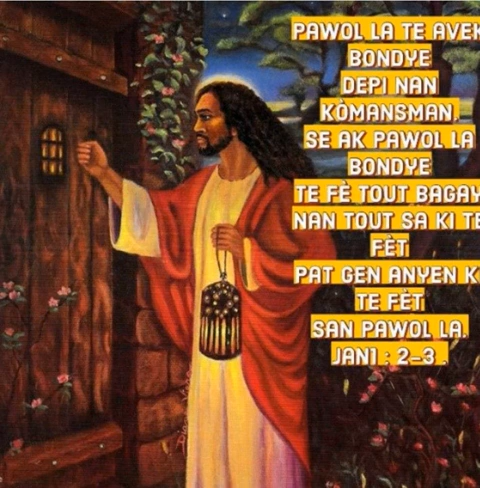 PAWOL LA TE AVEK
BONDYE
DEPI NAN
KÒMANSMAN.
SE AK PAWOL LA
BONDYE
TE FÈ TOUT BAGAY
NAN TOUT SA KI TE
FÈT
PAT GEN ANYEN K
TE FÈT
SAN PAWOL LA.
JAN1 : 2-3 .